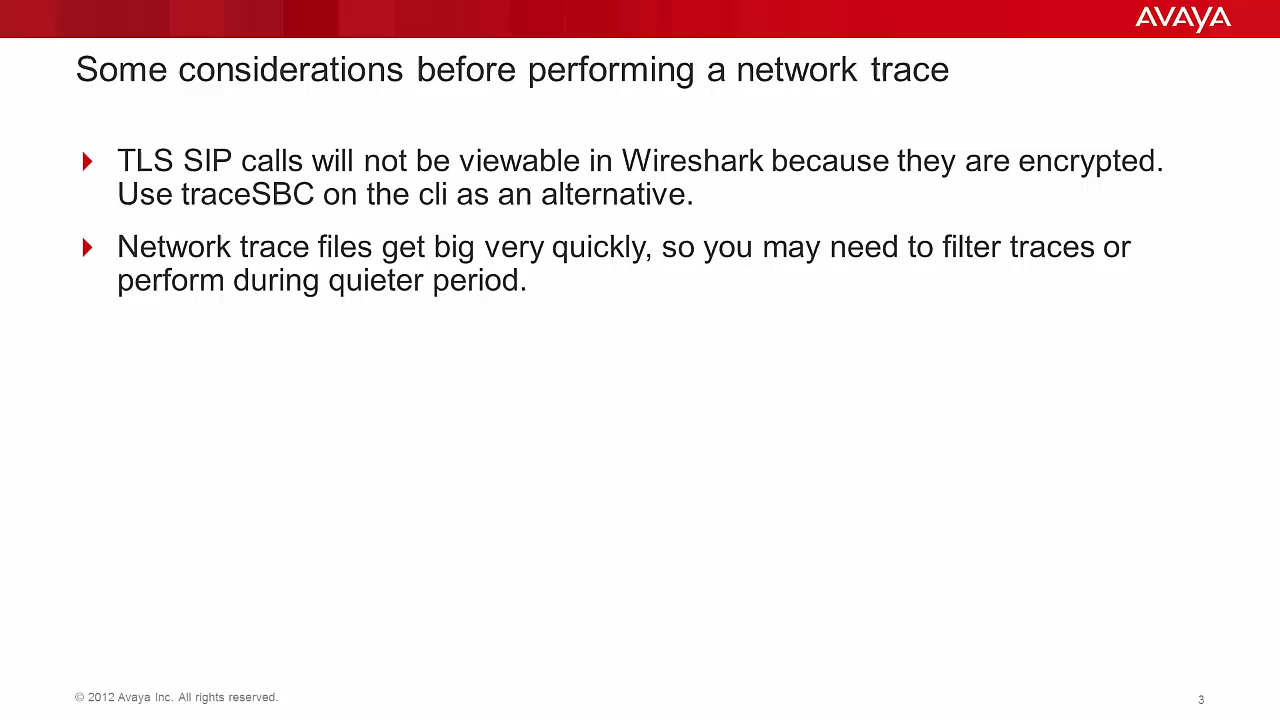 AVAYA
Some considerations before performing a network trace
TLS SIP calls will not be viewable in Wireshark because they are encrypted.
Use traceSBC on the cli as an alternative.
Network trace files get big very quickly, so you may need to filter traces or
perform during quieter period.
© 2012 Avaya Inc. All rights reserved.
3